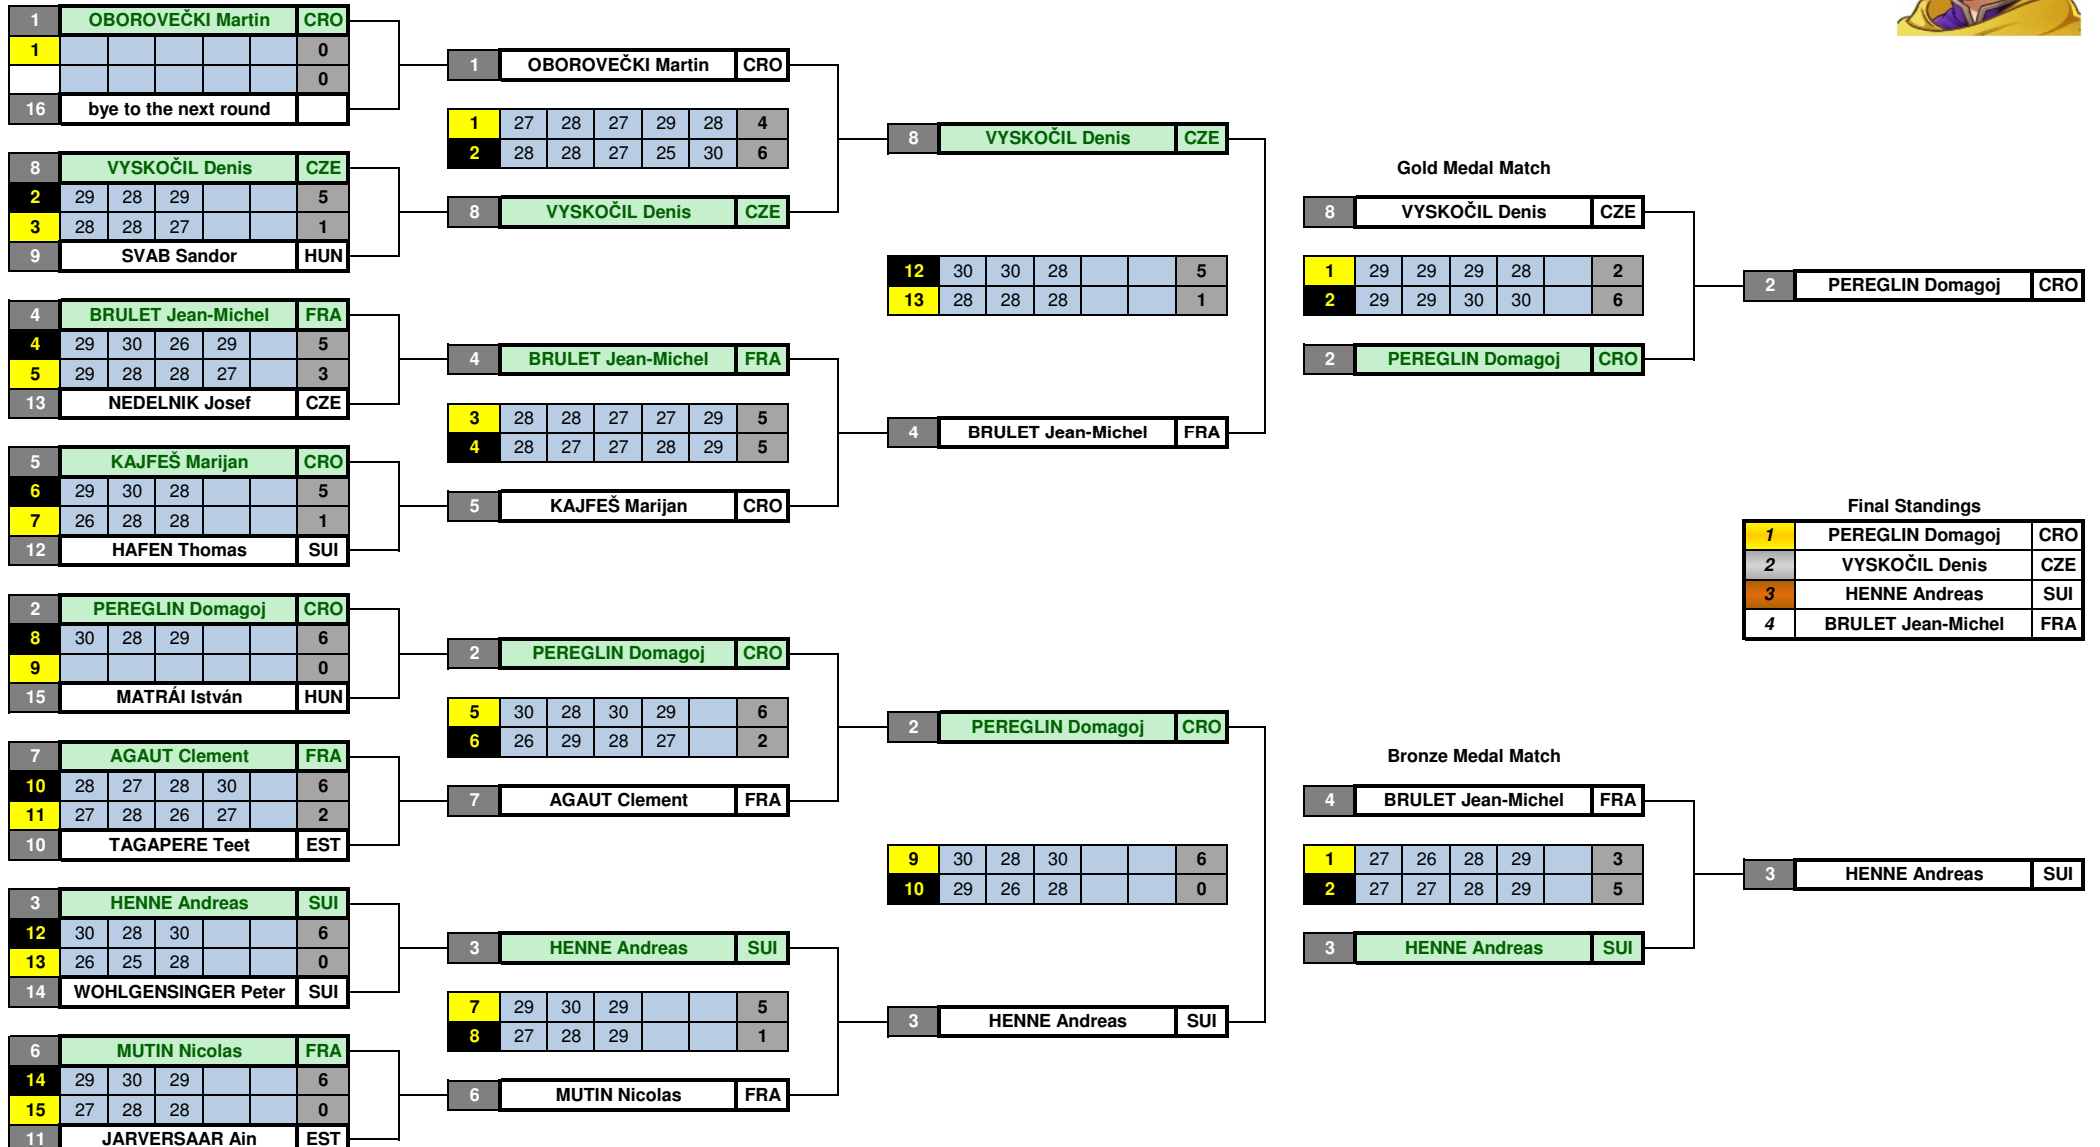 1 OBOROVEČKI Martin CRO
1 0
0
16 bye to the next round
8 VYSKOČIL Denis CZE
2 29 28 29 5
3 28 28 27 1
9 SVAB Sandor HUN
4 BRULET Jean-Michel FRA
4 29 30 26 29 5
5 29 28 28 27 3
13 NEDELNIK Josef CZE
5 KAJFEŠ Marijan CRO
6 29 30 28 5
7 26 28 28 1
12 HAFEN Thomas SUI
2 PEREGLIN Domagoj CRO
8 30 28 29 6
9 0
15 MATRÁI István HUN
7 AGAUT Clement FRA
10 28 27 28 30 6
11 27 28 26 27 2
10 TAGAPERE Teet EST
3 HENNE Andreas SUI
12 30 28 30 6
13 26 25 28 0
14 WOHLGENSINGER Peter SUI
6 MUTIN Nicolas FRA
14 29 30 29 6
15 27 28 28 0
11 JARVERSAAR Ain EST
1 OBOROVEČKI Martin CRO
1 27 28 27 29 28 4
2 28 28 27 25 30 6
8 VYSKOČIL Denis CZE
4 BRULET Jean-Michel FRA
3 28 28 27 27 29 5
4 28 27 27 28 29 5
5 KAJFEŠ Marijan CRO
2 PEREGLIN Domagoj CRO
5 30 28 30 29 6
6 26 29 28 27 2
7 AGAUT Clement FRA
3 HENNE Andreas SUI
7 29 30 29 5
8 27 28 29 1
6 MUTIN Nicolas FRA
8 VYSKOČIL Denis CZE
12 30 30 28 5
13 28 28 28 1
4 BRULET Jean-Michel FRA
2 PEREGLIN Domagoj CRO
9 30 28 30 6
10 29 26 28 0
3 HENNE Andreas SUI
Gold Medal Match
8 VYSKOČIL Denis CZE
1 29 29 29 28 2
2 29 29 30 30 6
2 PEREGLIN Domagoj CRO
Bronze Medal Match
4 BRULET Jean-Michel FRA
1 27 26 28 29 3
2 27 27 28 29 5
3 HENNE Andreas SUI
2 PEREGLIN Domagoj CRO
Final Standings
1 PEREGLIN Domagoj CRO
2 VYSKOČIL Denis CZE
3 HENNE Andreas SUI
4 BRULET Jean-Michel FRA
3 HENNE Andreas SUI